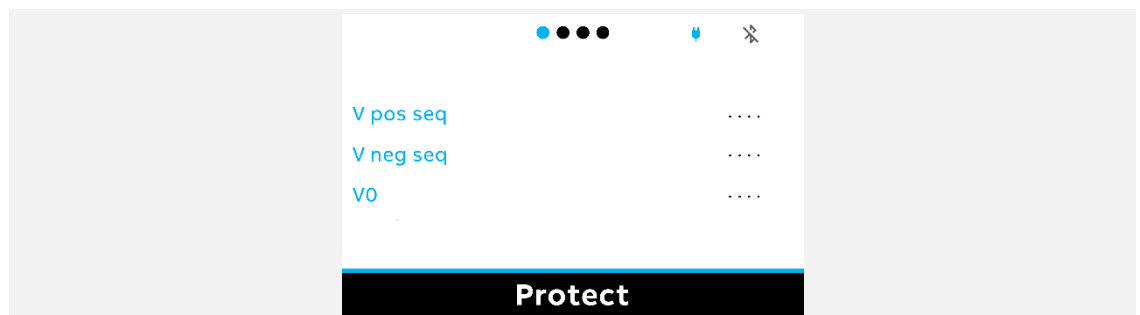 V pos seq ....
V neg seq ....
V0 ....
Protect